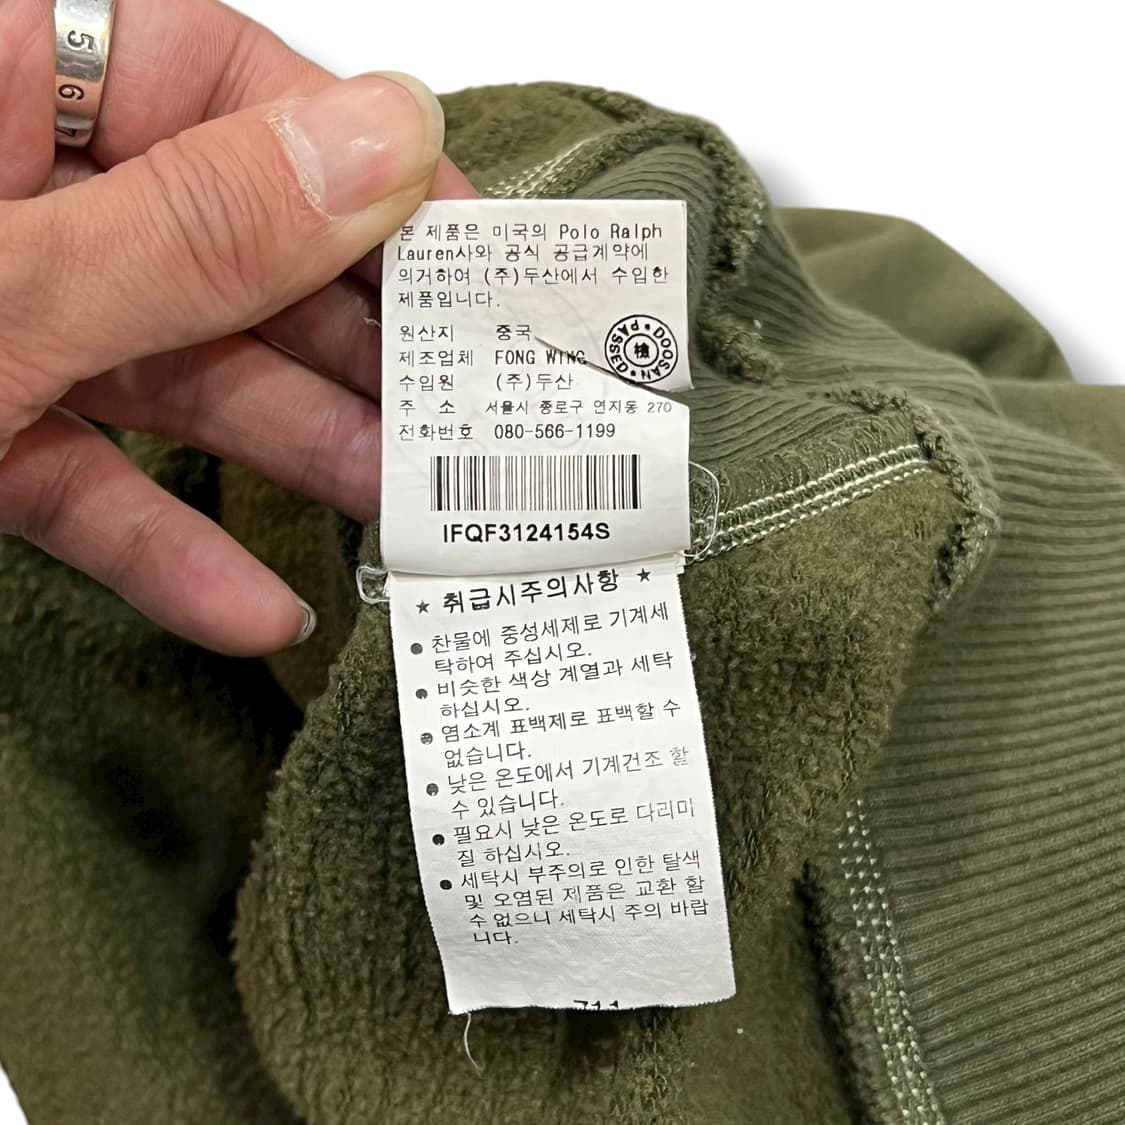 5
6
7
본 제품은 미국의 Polo Ralph
Lauren사와 공식 공급계약에
의거하여 (주)두산에서 수입한
제품입니다.
원산지 중국
제조업체 FONG WING
수입원 (주)두산
주 소 서울시 종로구 연지동 270
전화번호 080-566-1199
PASSED • DOOSAN •
檢
IFQF3124154S
★ 취급시주의사항 ★
● 찬물에 중성세제로 기계세
탁하여 주십시오.
● 비슷한 색상 계열과 세탁
하십시오.
● 염소계 표백제로 표백할 수
없습니다.
● 낮은 온도에서 기계건조 할
수 있습니다.
● 필요시 낮은 온도로 다리미
질 하십시오.
● 세탁시 부주의로 인한 탈색
및 오염된 제품은 교환 할
수 없으니 세탁시 주의 바랍
니다.